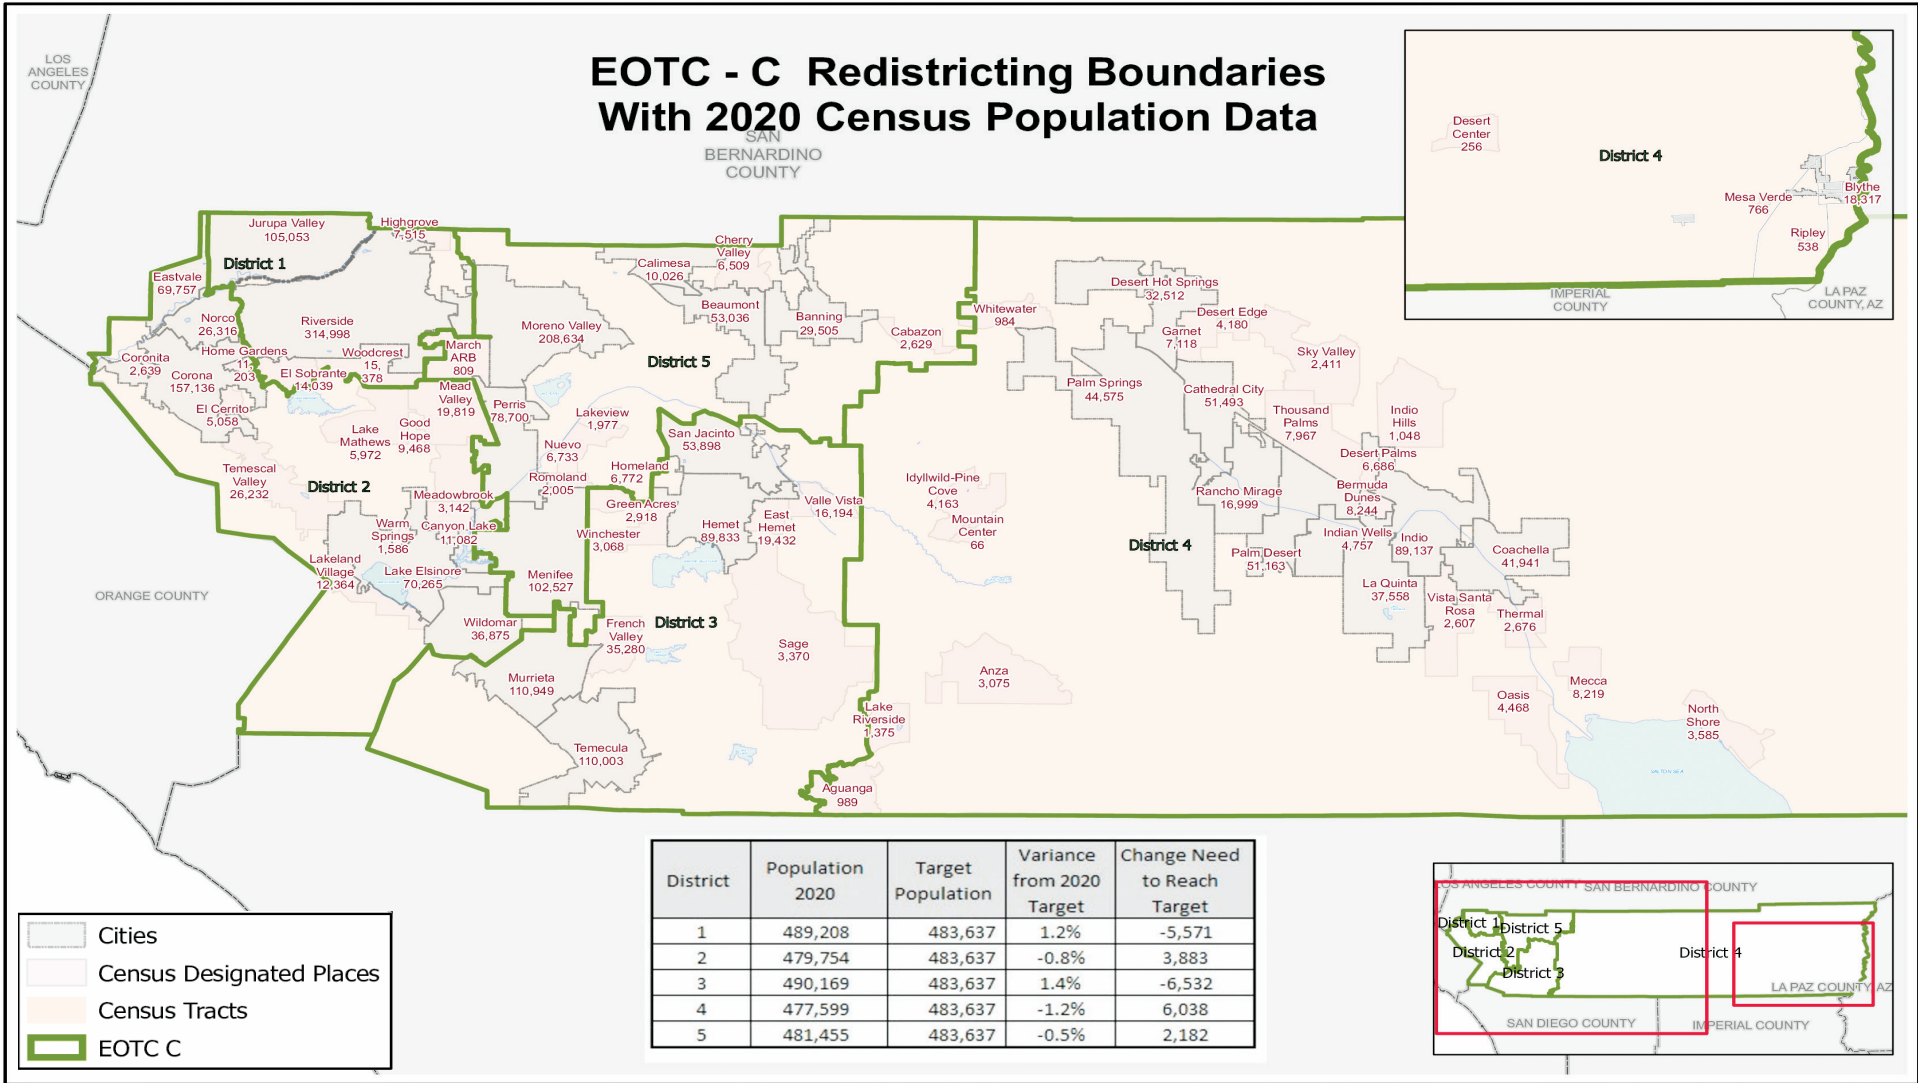 EOTC - C Redistricting Boundaries
With 2020 Census Population Data
LOS
ANGELES
COUNTY
SAN
BERNARDINO
COUNTY
Desert
Center
256
District 4
Mesa Verde
766
Blythe
18,317
Ripley
538
IMPERIAL
COUNTY
LA PAZ
COUNTY, AZ
Jurupa Valley
105,053
Highgrove
7,515
District 1
Eastvale
69,757
Norco
26,316
Riverside
314,998
Home Gardens
11,
203
Woodcrest
15,
378
Coronita
2,639
Corona
157,136
El Sobrante
14,039
El Cerrito
5,058
March
ARB
809
Mead
Valley
19,819
Good
Hope
9,468
Lake
Mathews
5,972
Temescal
Valley
26,232
District 2
Meadowbrook
3,142
Warm
Springs
1,586
Canyon Lake
11,082
Lakeland
Village
12,364
Lake Elsinore
70,265
Wildomar
36,875
ORANGE COUNTY
Calimesa
10,026
Cherry
Valley
6,509
Beaumont
53,036
Banning
29,505
Cabazon
2,629
Moreno Valley
208,634
District 5
Perris
78,700
Lakeview
1,977
Nuevo
6,733
Homeland
6,772
Romoland
2,005
Menifee
102,527
San Jacinto
53,898
Green Acres
2,918
Winchester
3,068
Hemet
89,833
East
Hemet
19,432
Valle Vista
16,194
French
Valley
35,280
District 3
Sage
3,370
Murrieta
110,949
Temecula
110,003
Lake
Riverside
1,375
Aguanga
989
Whitewater
984
Desert Hot Springs
32,512
Desert Edge
4,180
Garnet
7,118
Sky Valley
2,411
Palm Springs
44,575
Cathedral City
51,493
Thousand
Palms
7,967
Indio
Hills
1,048
Desert Palms
6,686
Idyllwild-Pine
Cove
4,163
Mountain
Center
66
Rancho Mirage
16,999
Bermuda
Dunes
8,244
District 4
Palm Desert
51,163
Indian Wells
4,757
Indio
89,137
Coachella
41,941
La Quinta
37,558
Vista Santa
Rosa
2,607
Thermal
2,676
Anza
3,075
Mecca
8,219
Oasis
4,468
North
Shore
3,585
SALTON SEA
District Population 2020 Target Population Variance from 2020 Target Change Need to Reach Target
1 489,208 483,637 1.2% -5,571
2 479,754 483,637 -0.8% 3,883
3 490,169 483,637 1.4% -6,532
4 477,599 483,637 -1.2% 6,038
5 481,455 483,637 -0.5% 2,182
Cities
Census Designated Places
Census Tracts
EOTC C
LOS ANGELES COUNTY
SAN BERNARDINO COUNTY
District 1
District 5
District 2
District 4
District 3
LA PAZ COUNTY, AZ
SAN DIEGO COUNTY
IMPERIAL COUNTY